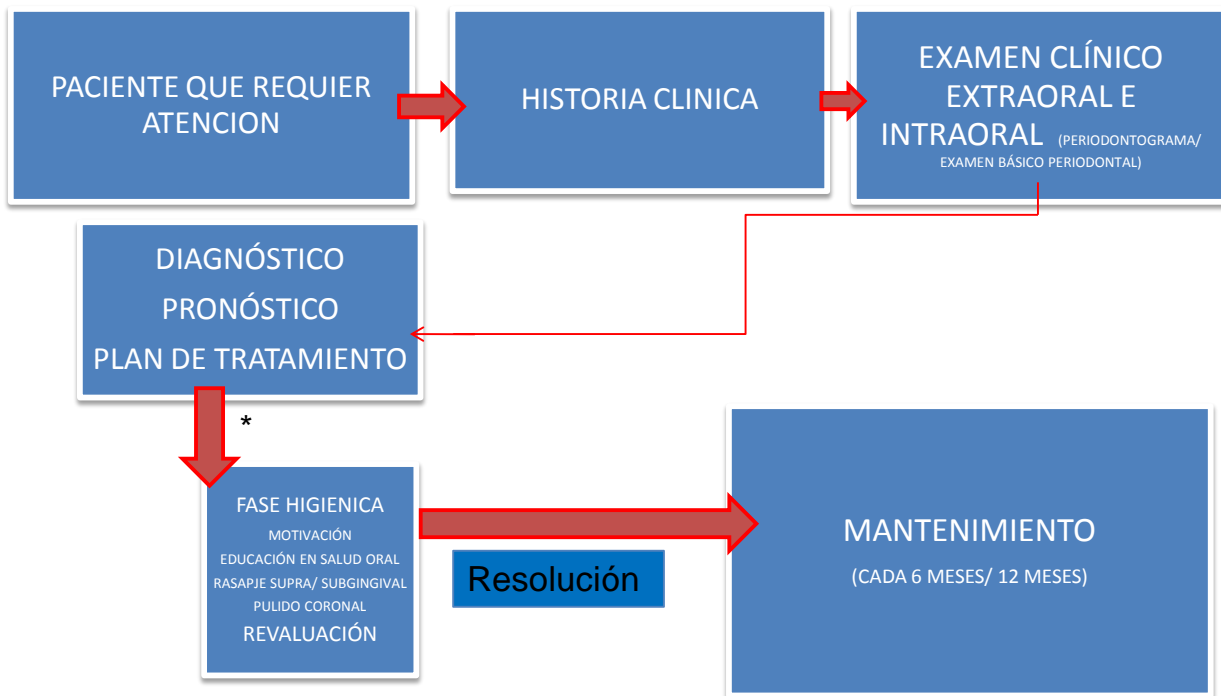 PACIENTE QUE REQUIER
ATENCION
HISTORIA CLINICA
EXAMEN CLÍNICO
EXTRAORAL E
INTRAORAL (PERIODONTOGRAMA/
EXAMEN BÁSICO PERIODONTAL)
DIAGNÓSTICO
PRONÓSTICO
PLAN DE TRATAMIENTO
*
FASE HIGIENICA
MOTIVACIÓN
EDUCACIÓN EN SALUD ORAL
RASAPJE SUPRA/ SUBGINGIVAL
PULIDO CORONAL
REVALUACIÓN
Resolución
MANTENIMIENTO
(CADA 6 MESES/ 12 MESES)